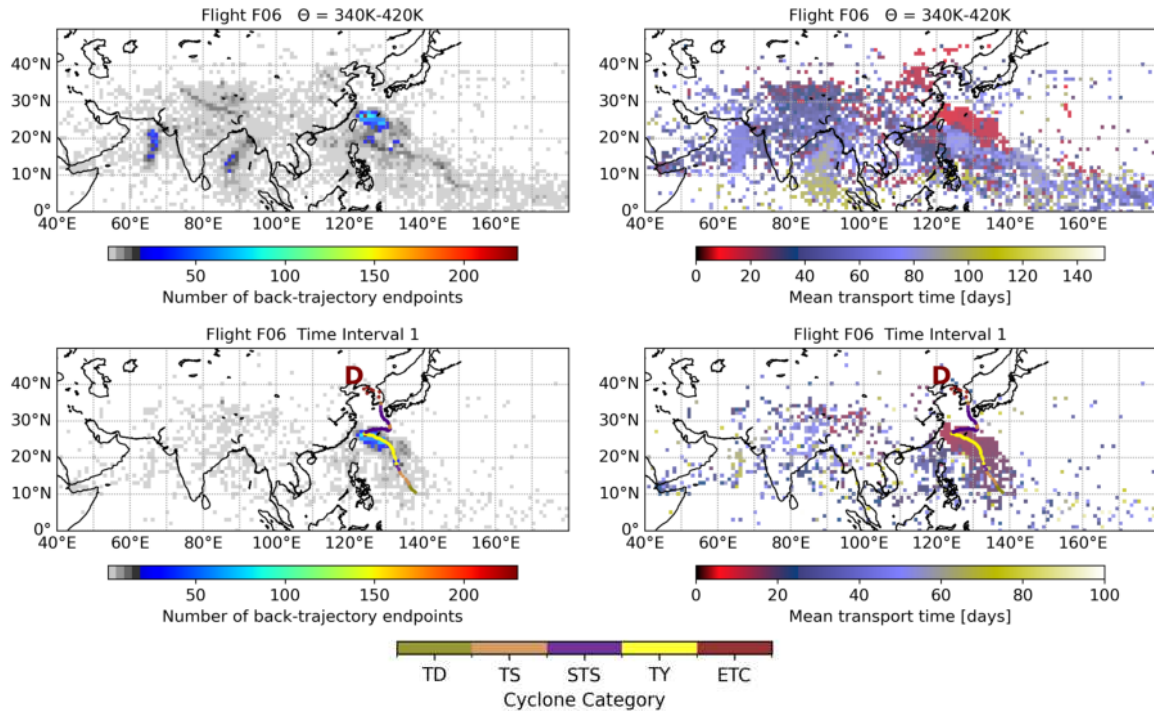 Flight F06 Θ = 340K-420K
Flight F06 Θ = 340K-420K
40°N
30°N
20°N
10°N
0°
40°E 60°E 80°E 100°E 120°E 140°E 160°E
40°N
30°N
20°N
10°N
0°
40°E 60°E 80°E 100°E 120°E 140°E 160°E
50 100 150 200
Number of back-trajectory endpoints
0 20 40 60 80 100 120 140
Mean transport time [days]
Flight F06 Time Interval 1
Flight F06 Time Interval 1
D
40°N
30°N
20°N
10°N
0°
40°E 60°E 80°E 100°E 120°E 140°E 160°E
D
40°N
30°N
20°N
10°N
0°
40°E 60°E 80°E 100°E 120°E 140°E 160°E
50 100 150 200
Number of back-trajectory endpoints
0 20 40 60 80 100
Mean transport time [days]
TD TS STS TY ETC
Cyclone Category